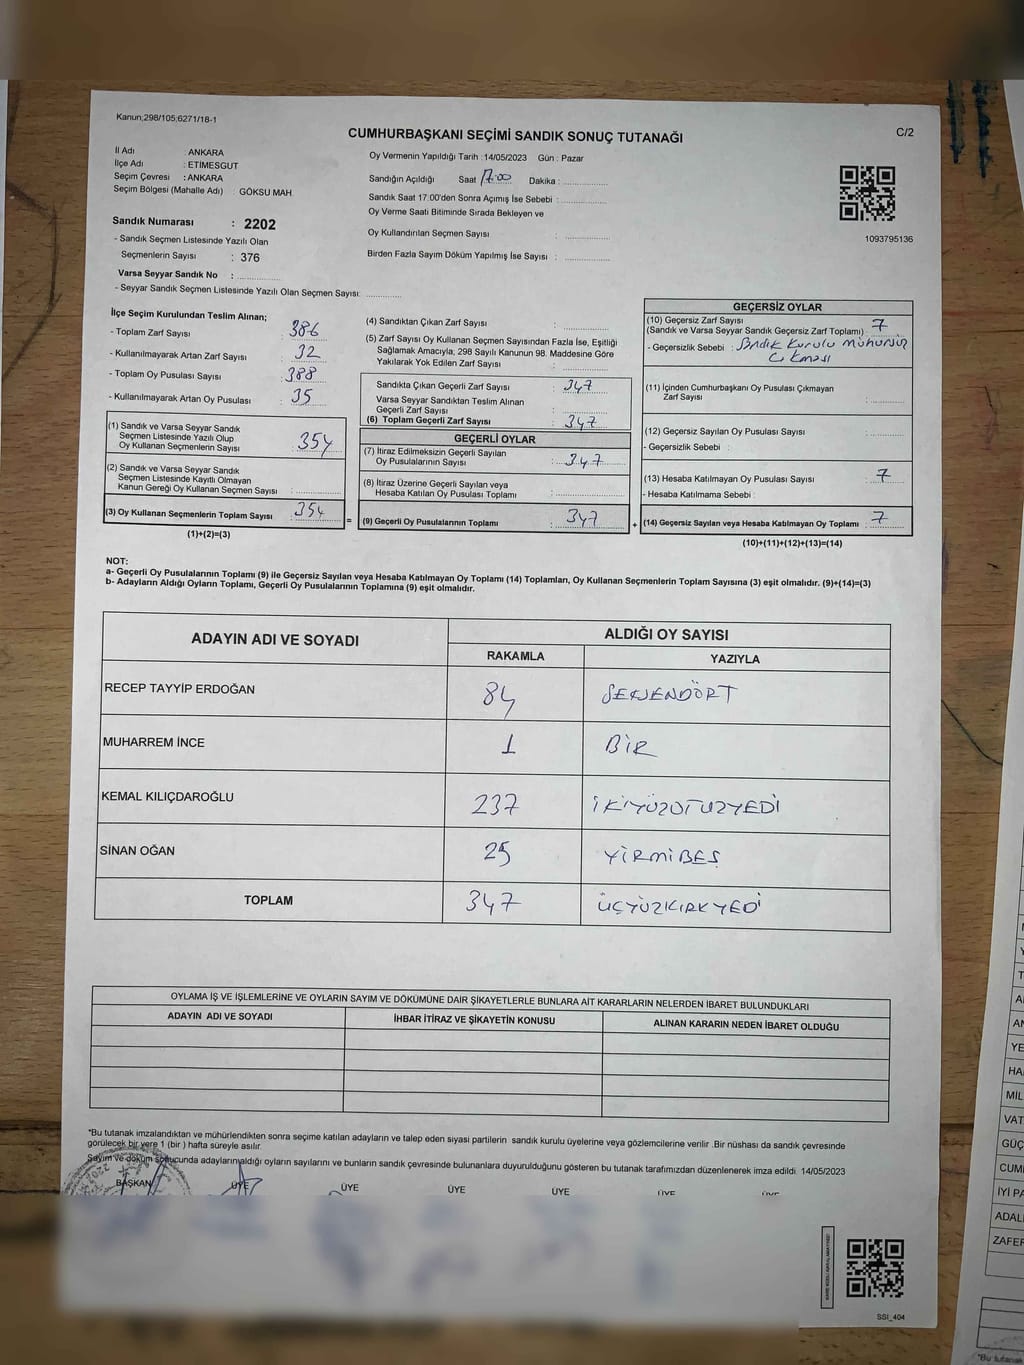 Kanun;298/105;6271/18-1
CUMHURBAŞKANI SEÇİMİ SANDIK SONUÇ TUTANAĞI
C/2
İl Adı : ANKARA
İlçe Adı : ETİMESGUT
Seçim Çevresi : ANKARA
Seçim Bölgesi (Mahalle Adı) : GÖKSU MAH.
Oy Vermenin Yapıldığı Tarih :14/05/2023 Gün : Pazar
Sandığın Açıldığı Saat 17:00 Dakika :
Sandık Saat 17:00'den Sonra Açımış İse Sebebi :
Oy Verme Saati Bitiminde Sırada Bekleyen ve
Oy Kullandırılan Seçmen Sayısı :
Birden Fazla Sayım Döküm Yapılmış İse Sayısı :
1093795136
Sandık Numarası : 2202
- Sandık Seçmen Listesinde Yazılı Olan
Seçmenlerin Sayısı : 376
Varsa Seyyar Sandık No :
- Seyyar Sandık Seçmen Listesinde Yazılı Olan Seçmen Sayısı:
İlçe Seçim Kurulundan Teslim Alınan;
- Toplam Zarf Sayısı : 386
- Kullanılmayarak Artan Zarf Sayısı : 32
- Toplam Oy Pusulası Sayısı : 388
- Kullanılmayarak Artan Oy Pusulası : 35
(1) Sandık ve Varsa Seyyar Sandık
Seçmen Listesinde Yazılı Olup
Oy Kullanan Seçmenlerin Sayısı : 354
(2) Sandık ve Varsa Seyyar Sandık
Seçmen Listesinde Kayıtlı Olmayan
Kanun Gereği Oy Kullanan Seçmen Sayısı :
(3) Oy Kullanan Seçmenlerin Toplam Sayısı : 354
(1)+(2)=(3)
(4) Sandıktan Çıkan Zarf Sayısı :
(5) Zarf Sayısı Oy Kullanan Seçmen Sayısından Fazla İse, Eşitliği
Sağlamak Amacıyla, 298 Sayılı Kanunun 98. Maddesine Göre
Yakılarak Yok Edilen Zarf Sayısı :
Sandıkta Çıkan Geçerli Zarf Sayısı : 347
Varsa Seyyar Sandıktan Teslim Alınan
Geçerli Zarf Sayısı :
(6) Toplam Geçerli Zarf Sayısı : 347
GEÇERLİ OYLAR
(7) İtiraz Edilmeksizin Geçerli Sayılan
Oy Pusulalarının Sayısı : 347
(8) İtiraz Üzerine Geçerli Sayılan veya
Hesaba Katılan Oy Pusulası Toplamı :
= (9) Geçerli Oy Pusulalarının Toplamı : 347
GEÇERSİZ OYLAR
(10) Geçersiz Zarf Sayısı
(Sandık ve Varsa Seyyar Sandık Geçersiz Zarf Toplamı) : 7
- Geçersizlik Sebebi : Sandık Kurulu Mühürsüz
Çıkması
(11) İçinden Cumhurbaşkanı Oy Pusulası Çıkmayan
Zarf Sayısı :
(12) Geçersiz Sayılan Oy Pusulası Sayısı :
- Geçersizlik Sebebi :
(13) Hesaba Katılmayan Oy Pusulası Sayısı : 7
- Hesaba Katılmama Sebebi :
+ (14) Geçersiz Sayılan veya Hesaba Katılmayan Oy Toplamı : 7
(10)+(11)+(12)+(13)=(14)
NOT:
a- Geçerli Oy Pusulalarının Toplamı (9) ile Geçersiz Sayılan veya Hesaba Katılmayan Oy Toplamı (14) Toplamları, Oy Kullanan Seçmenlerin Toplam Sayısına (3) eşit olmalıdır. (9)+(14)=(3)
b- Adayların Aldığı Oyların Toplamı, Geçerli Oy Pusulalarının Toplamına (9) eşit olmalıdır.
ADAYIN ADI VE SOYADI
ALDIĞI OY SAYISI
RAKAMLA YAZIYLA
RECEP TAYYİP ERDOĞAN 84 SEKSENDÖRT
MUHARREM İNCE 1 BİR
KEMAL KILIÇDAROĞLU 237 İKİYÜZOTUZYEDİ
SİNAN OĞAN 25 YİRMİBEŞ
TOPLAM 347 ÜÇYÜZKIRKYEDİ
OYLAMA İŞ VE İŞLEMLERİNE VE OYLARIN SAYIM VE DÖKÜMÜNE DAİR ŞİKAYETLERLE BUNLARA AİT KARARLARIN NELERDEN İBARET BULUNDUKLARI
ADAYIN ADI VE SOYADI İHBAR İTİRAZ VE ŞİKAYETİN KONUSU ALINAN KARARIN NEDEN İBARET OLDUĞU
*Bu tutanak imzalandıktan ve mühürlendikten sonra seçime katılan adayların ve talep eden siyasi partilerin sandık kurulu üyelerine veya gözlemcilerine verilir .Bir nüshası da sandık çevresinde
görülecek bir yere 1 (bir ) hafta süreyle asılır.
Sayım ve döküm sonucunda adayların aldığı oyların sayılarını ve bunların sandık çevresinde bulunanlara duyurulduğunu gösteren bu tutanak tarafımızdan düzenlenerek imza edildi. 14/05/2023
BAŞKAN ÜYE ÜYE ÜYE ÜYE ÜYE ÜYE
SSI_404
YE
HA
MİL
VAT
GÜÇ
CUM
İYİ PA
ADAL
ZAFER
*Bu tutanak